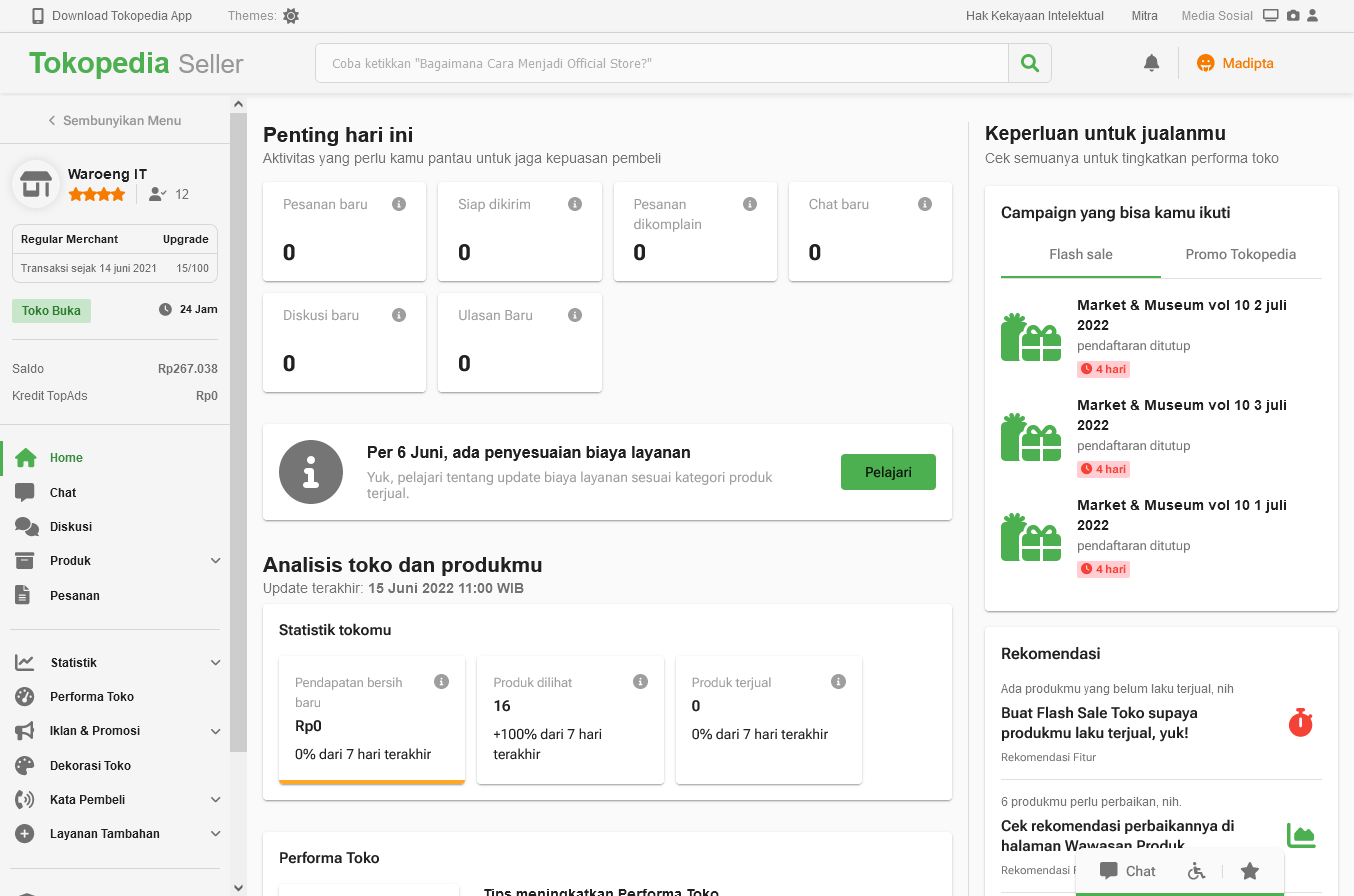 Download Tokopedia App
Themes:
Hak Kekayaan Intelektual
Mitra
Media Sosial
Tokopedia Seller
Coba ketikkan "Bagaimana Cara Menjadi Official Store?"
Madipta
Sembunyikan Menu
Waroeng IT
12
Regular Merchant
Upgrade
Transaksi sejak 14 juni 2021
15/100
Toko Buka
24 Jam
Saldo
Rp267.038
Kredit TopAds
Rp0
Home
Chat
Diskusi
Produk
Pesanan
Statistik
Performa Toko
Iklan & Promosi
Dekorasi Toko
Kata Pembeli
Layanan Tambahan
Penting hari ini
Aktivitas yang perlu kamu pantau untuk jaga kepuasan pembeli
Pesanan baru
0
Siap dikirim
0
Pesanan
dikomplain
0
Chat baru
0
Diskusi baru
0
Ulasan Baru
0
Per 6 Juni, ada penyesuaian biaya layanan
Yuk, pelajari tentang update biaya layanan sesuai kategori produk
terjual.
Pelajari
Analisis toko dan produkmu
Update terakhir: 15 Juni 2022 11:00 WIB
Statistik tokomu
Pendapatan bersih
baru
Rp0
0% dari 7 hari terakhir
Produk dilihat
16
+100% dari 7 hari
terakhir
Produk terjual
0
0% dari 7 hari terakhir
Performa Toko
Tips meningkatkan Performa Toko
Keperluan untuk jualanmu
Cek semuanya untuk tingkatkan performa toko
Campaign yang bisa kamu ikuti
Flash sale
Promo Tokopedia
Market & Museum vol 10 2 juli
2022
pendaftaran ditutup
4 hari
Market & Museum vol 10 3 juli
2022
pendaftaran ditutup
4 hari
Market & Museum vol 10 1 juli
2022
pendaftaran ditutup
4 hari
Rekomendasi
Ada produkmu yang belum laku terjual, nih
Buat Flash Sale Toko supaya
produkmu laku terjual, yuk!
Rekomendasi Fitur
6 produkmu perlu perbaikan, nih.
Cek rekomendasi perbaikannya di
halaman Wawasan Produk
Rekomendasi
Chat